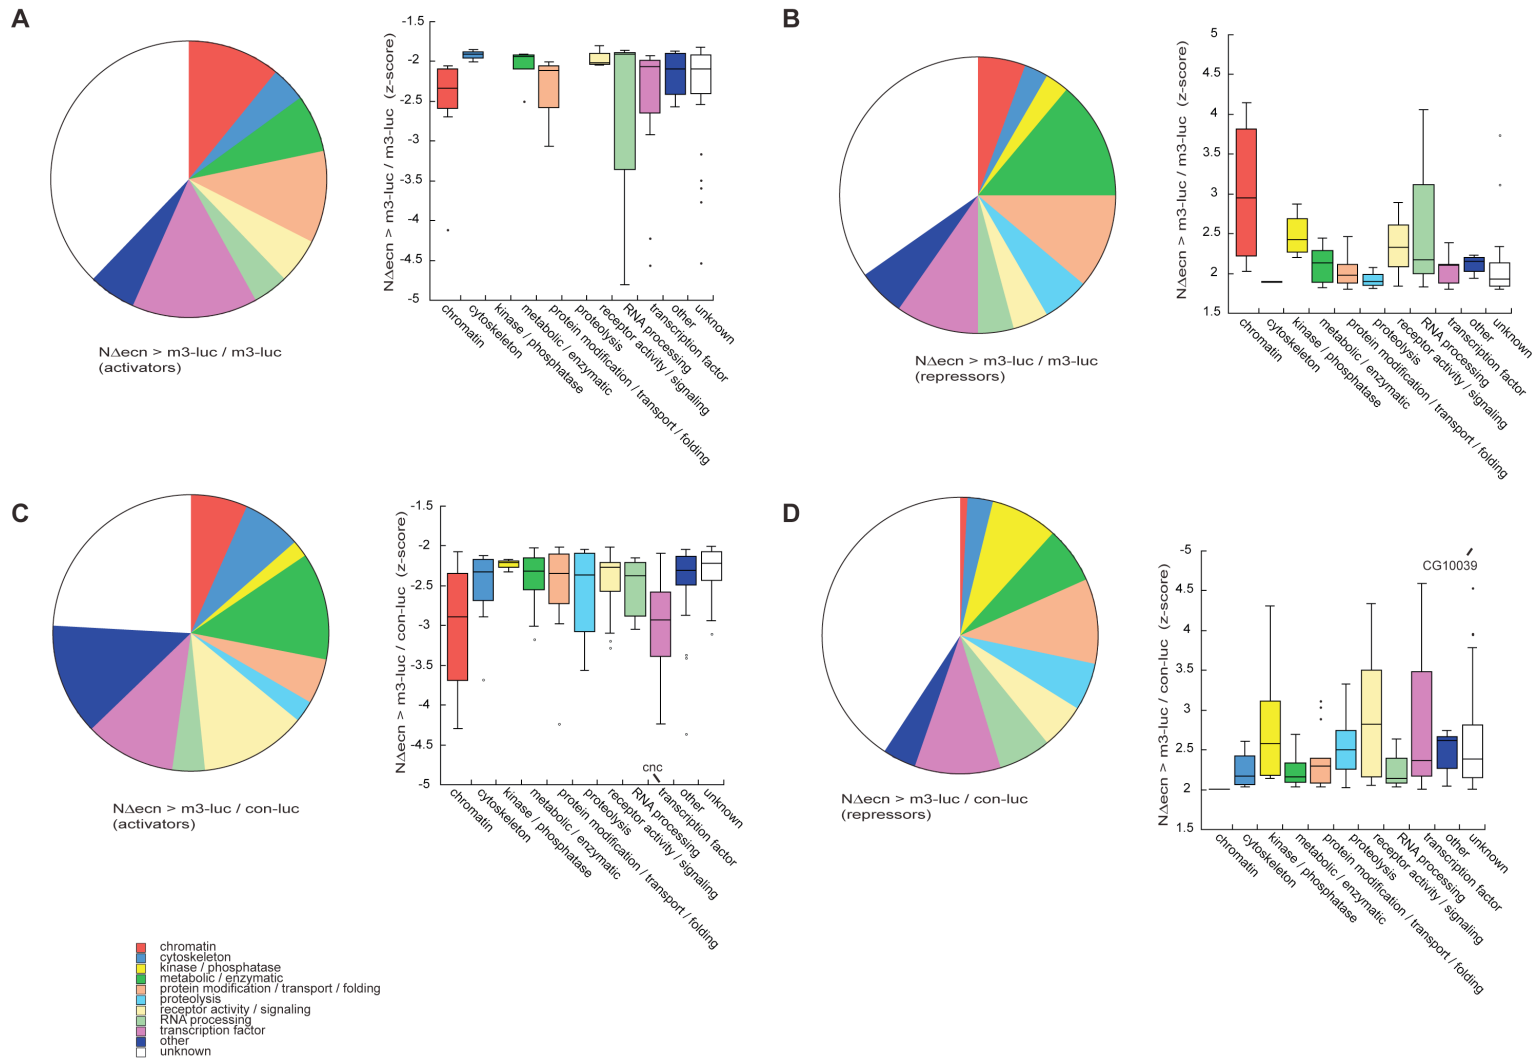 A
-1.5
-2
-2.5
-3
-3.5
-4
-4.5
-5
NΔecn > m3-luc / m3-luc (z-score)
chromatin
cytoskeleton
kinase / phosphatase
metabolic / enzymatic
protein modification / transport / folding
proteolysis
receptor activity / signaling
RNA processing
transcription factor
other
unknown
NΔecn > m3-luc / m3-luc
(activators)
B
5
4.5
4
3.5
3
2.5
2
1.5
NΔecn > m3-luc / m3-luc (z-score)
chromatin
cytoskeleton
kinase / phosphatase
metabolic / enzymatic
protein modification / transport / folding
proteolysis
receptor activity / signaling
RNA processing
transcription factor
other
unknown
NΔecn > m3-luc / m3-luc
(repressors)
C
-1.5
-2
-2.5
-3
-3.5
-4
-4.5
-5
NΔecn > m3-luc / con-luc (z-score)
cnc
chromatin
cytoskeleton
kinase / phosphatase
metabolic / enzymatic
protein modification / transport / folding
proteolysis
receptor activity / signaling
RNA processing
transcription factor
other
unknown
NΔecn > m3-luc / con-luc
(activators)
D
-5
4.5
4
3.5
3
2.5
2
1.5
NΔecn > m3-luc / con-luc (z-score)
CG10039
chromatin
cytoskeleton
kinase / phosphatase
metabolic / enzymatic
protein modification / transport / folding
proteolysis
receptor activity / signaling
RNA processing
transcription factor
other
unknown
NΔecn > m3-luc / con-luc
(repressors)
chromatin
cytoskeleton
kinase / phosphatase
metabolic / enzymatic
protein modification / transport / folding
proteolysis
receptor activity / signaling
RNA processing
transcription factor
other
unknown